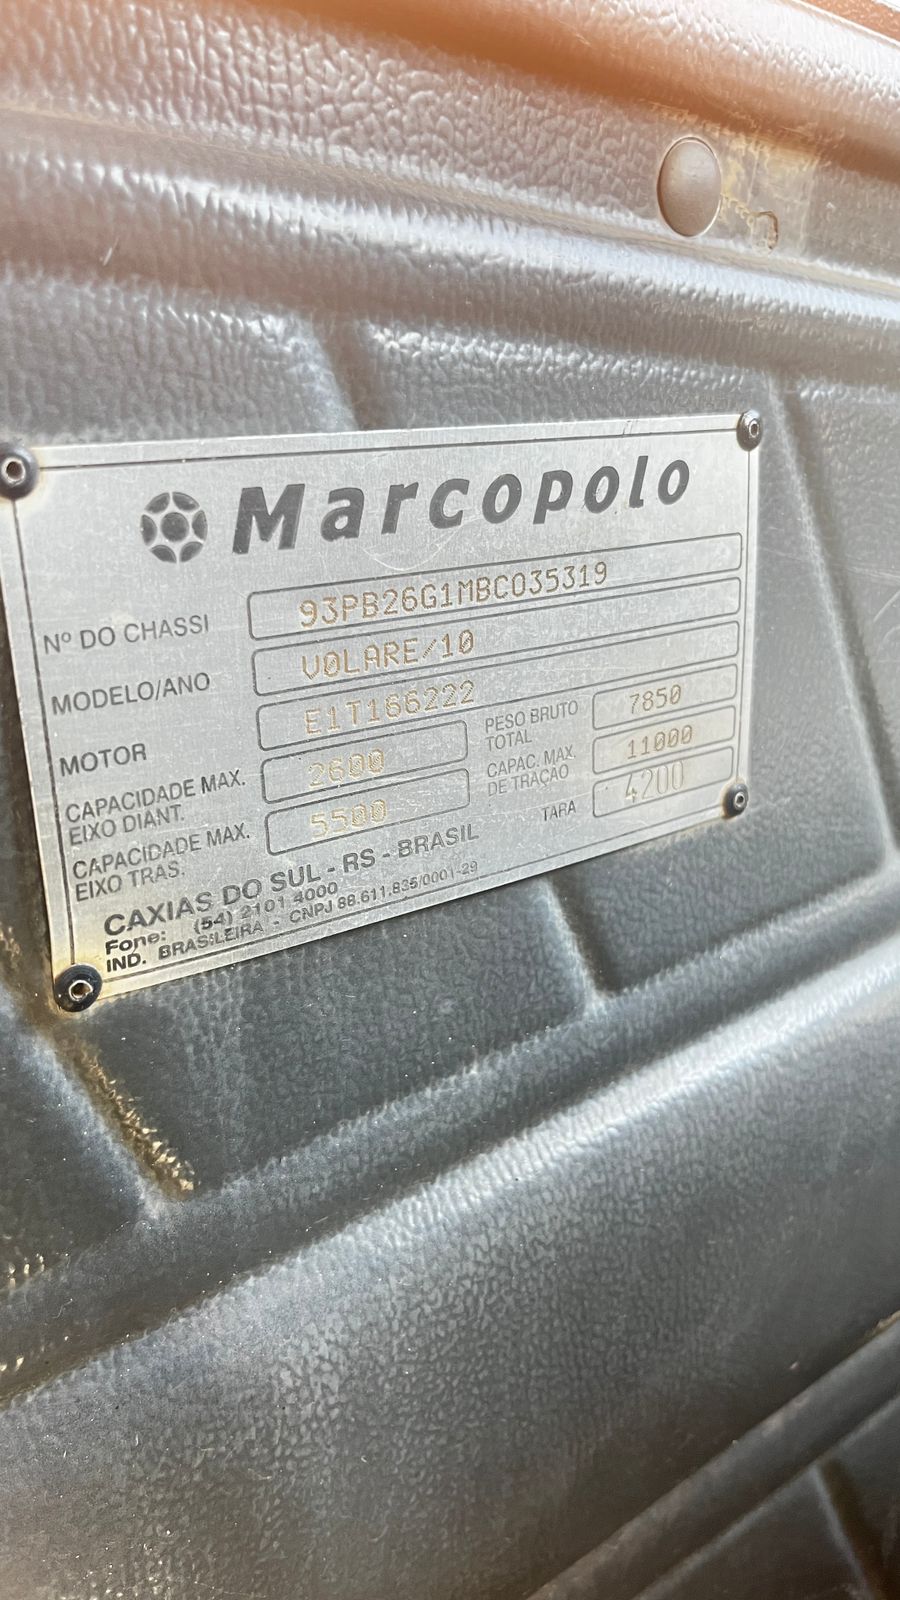 Marcopolo
Nº DO CHASSI 93PB26G1MBC035319
MODELO/ANO VOLARE/10
MOTOR E1T166222
CAPACIDADE MAX. EIXO DIANT. 2600
PESO BRUTO TOTAL 7850
CAPACIDADE MAX. EIXO TRAS. 5500
CAPAC. MAX. DE TRAÇAO 11000
TARA 4200
CAXIAS DO SUL - RS - BRASIL
Fone: (54) 2101 4000
IND. BRASILEIRA - CNPJ 88.611.835/0001-29